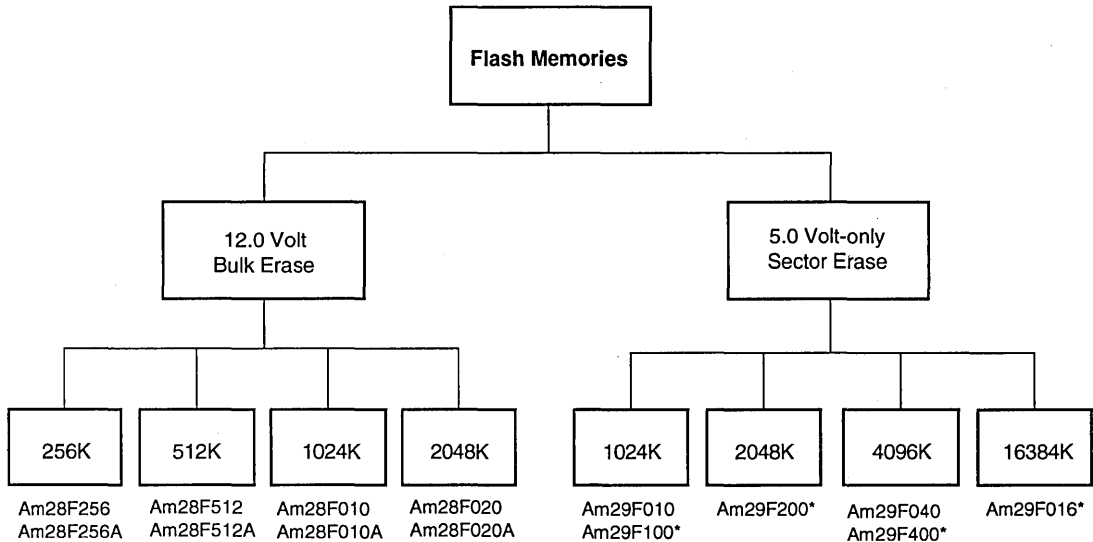 Flash Memories
12.0 Volt
Bulk Erase
5.0 Volt-only
Sector Erase
256K
512K
1024K
2048K
1024K
2048K
4096K
16384K
Am28F256
Am28F256A
Am28F512
Am28F512A
Am28F010
Am28F010A
Am28F020
Am28F020A
Am29F010
Am29F100*
Am29F200*
Am29F040
Am29F400*
Am29F016*